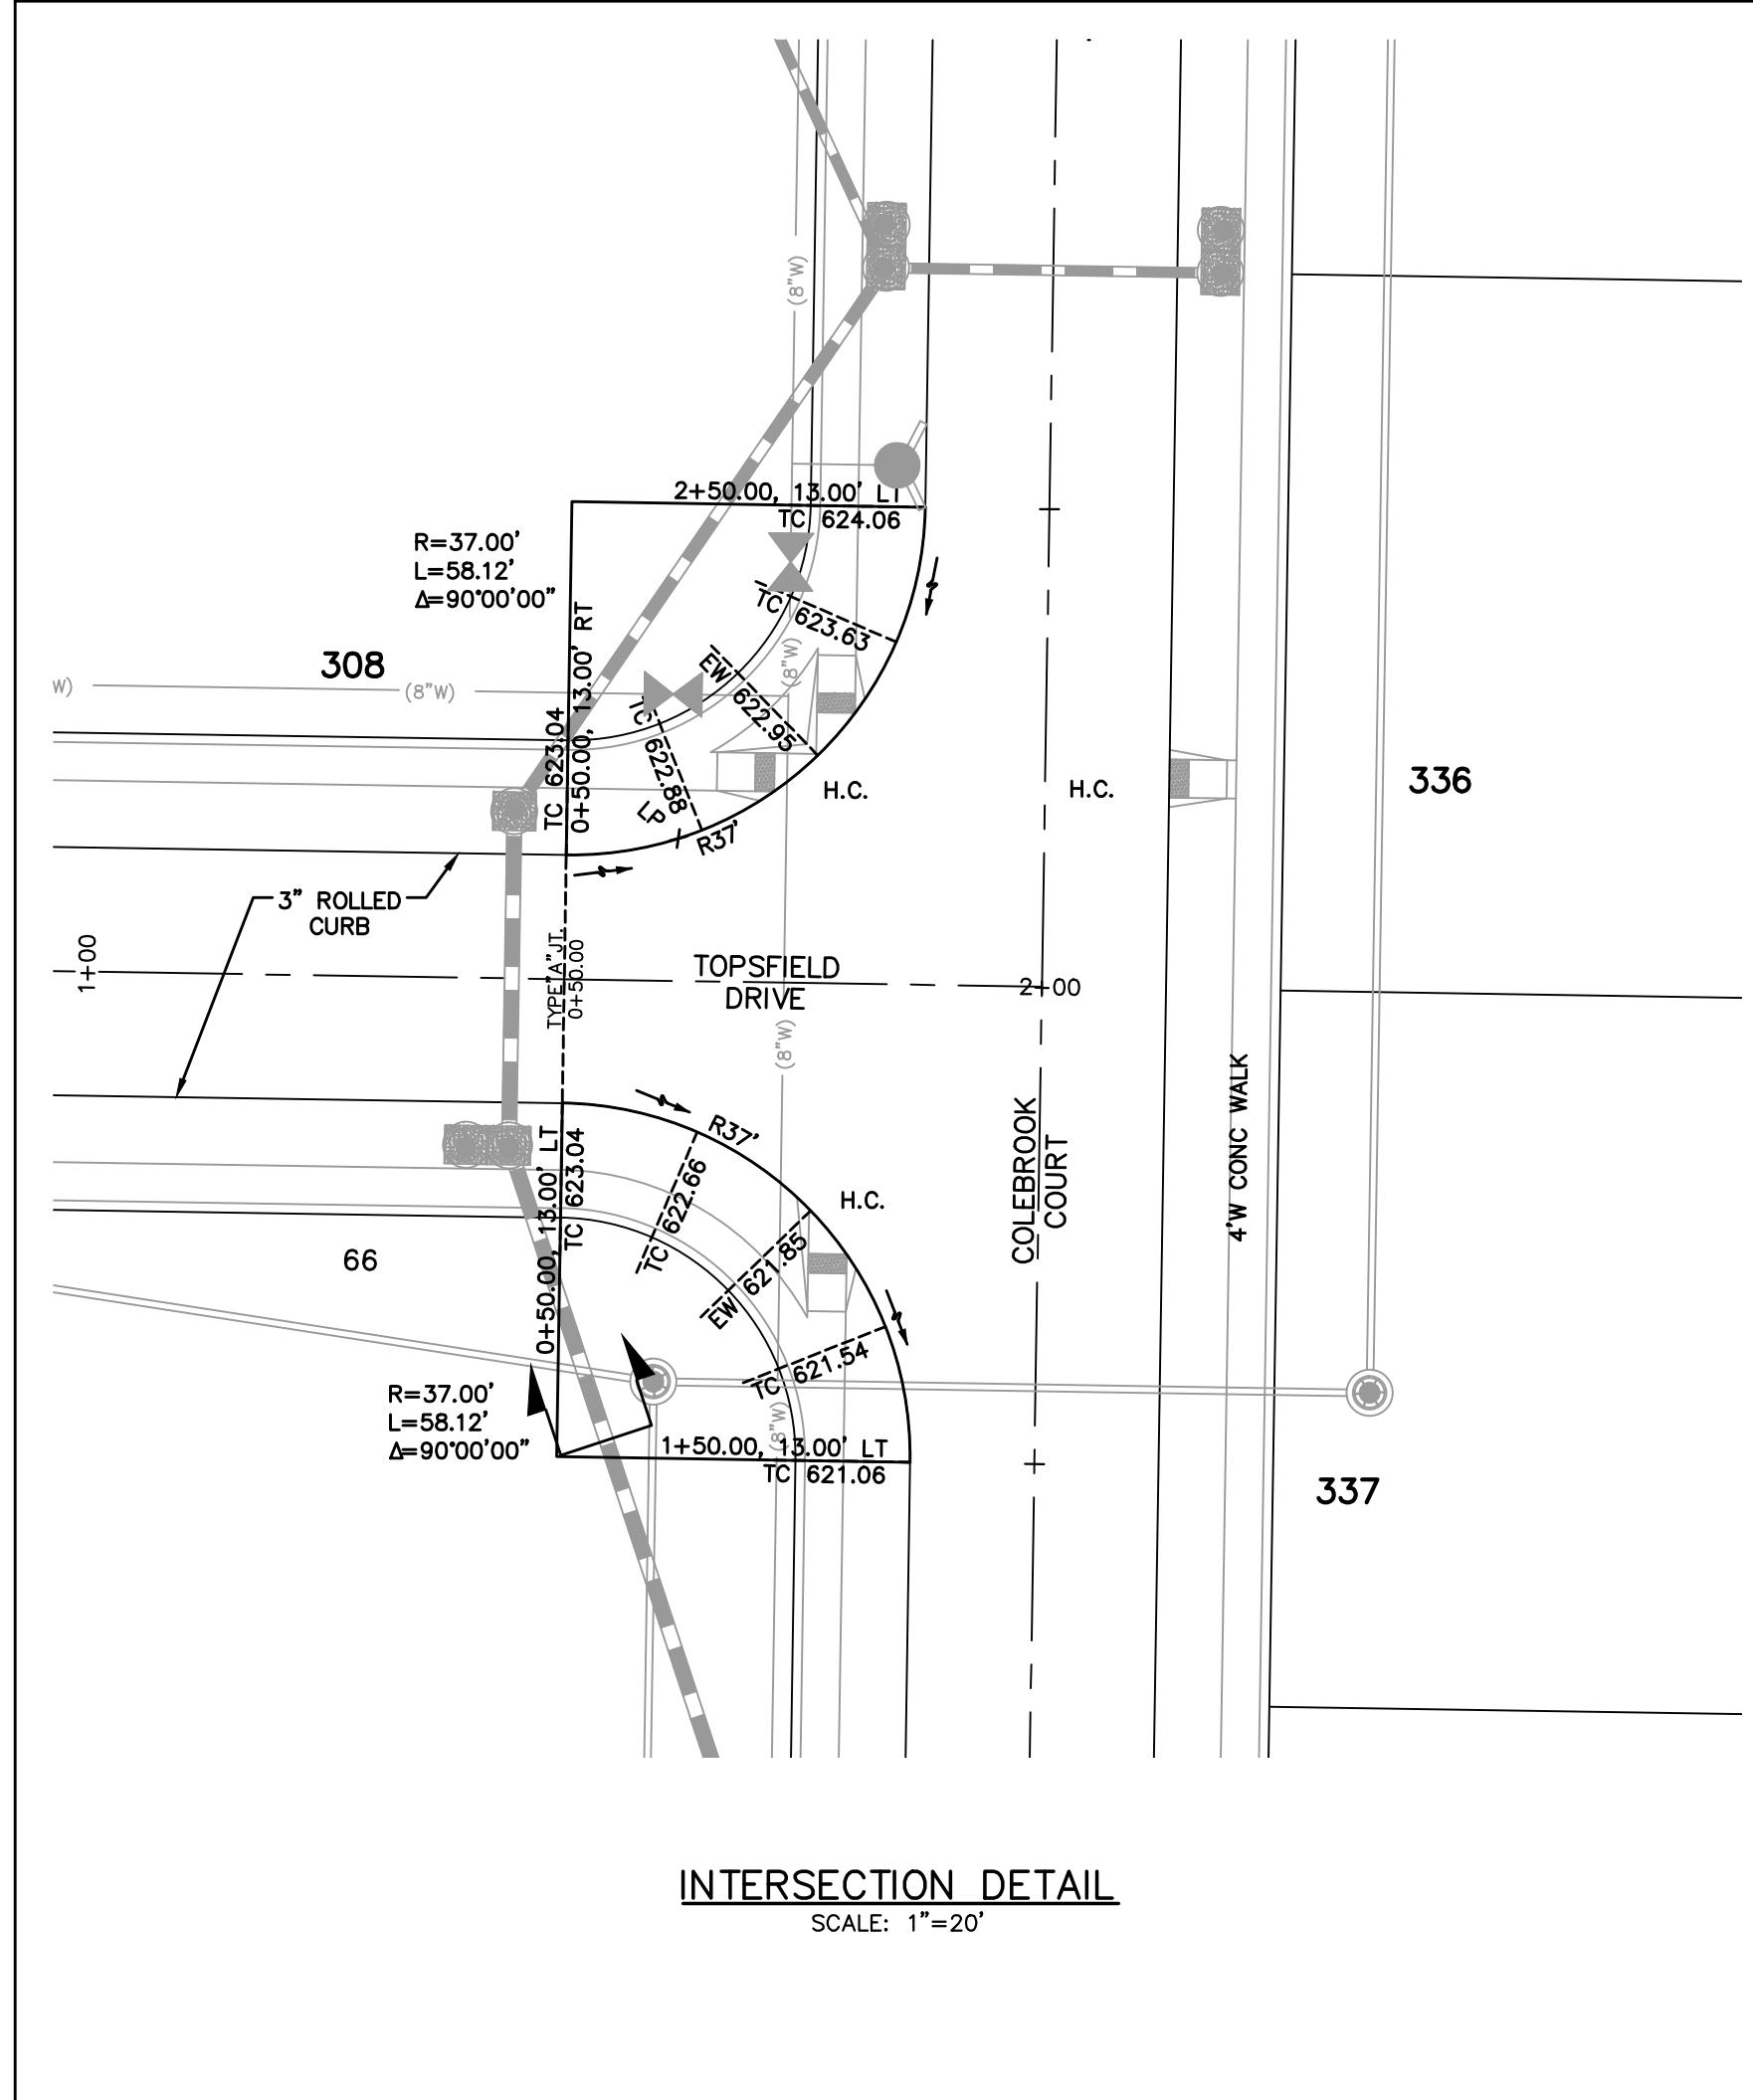 (8"W)
2+50.00, 13.00' LT
TC 624.06
R=37.00'
L=58.12'
Δ=90°00'00"
TC 623.63
0+50.00, 13.00' RT
TC 623.04
(8"W)
EW 622.95
308
W)
(8"W)
TC 622.88
LP
R37'
H.C.
H.C.
336
3" ROLLED
CURB
1+00
TYPE"A"JT.
0+50.00
TOPSFIELD
DRIVE
2+00
(8"W)
COLEBROOK
COURT
4'W CONC WALK
R37'
0+50.00, 13.00' LT
TC 623.04
TC 622.66
H.C.
EW 621.85
66
TC 621.54
R=37.00'
L=58.12'
Δ=90°00'00"
(8"W)
1+50.00, 13.00' LT
TC 621.06
337
INTERSECTION DETAIL
SCALE: 1"=20'